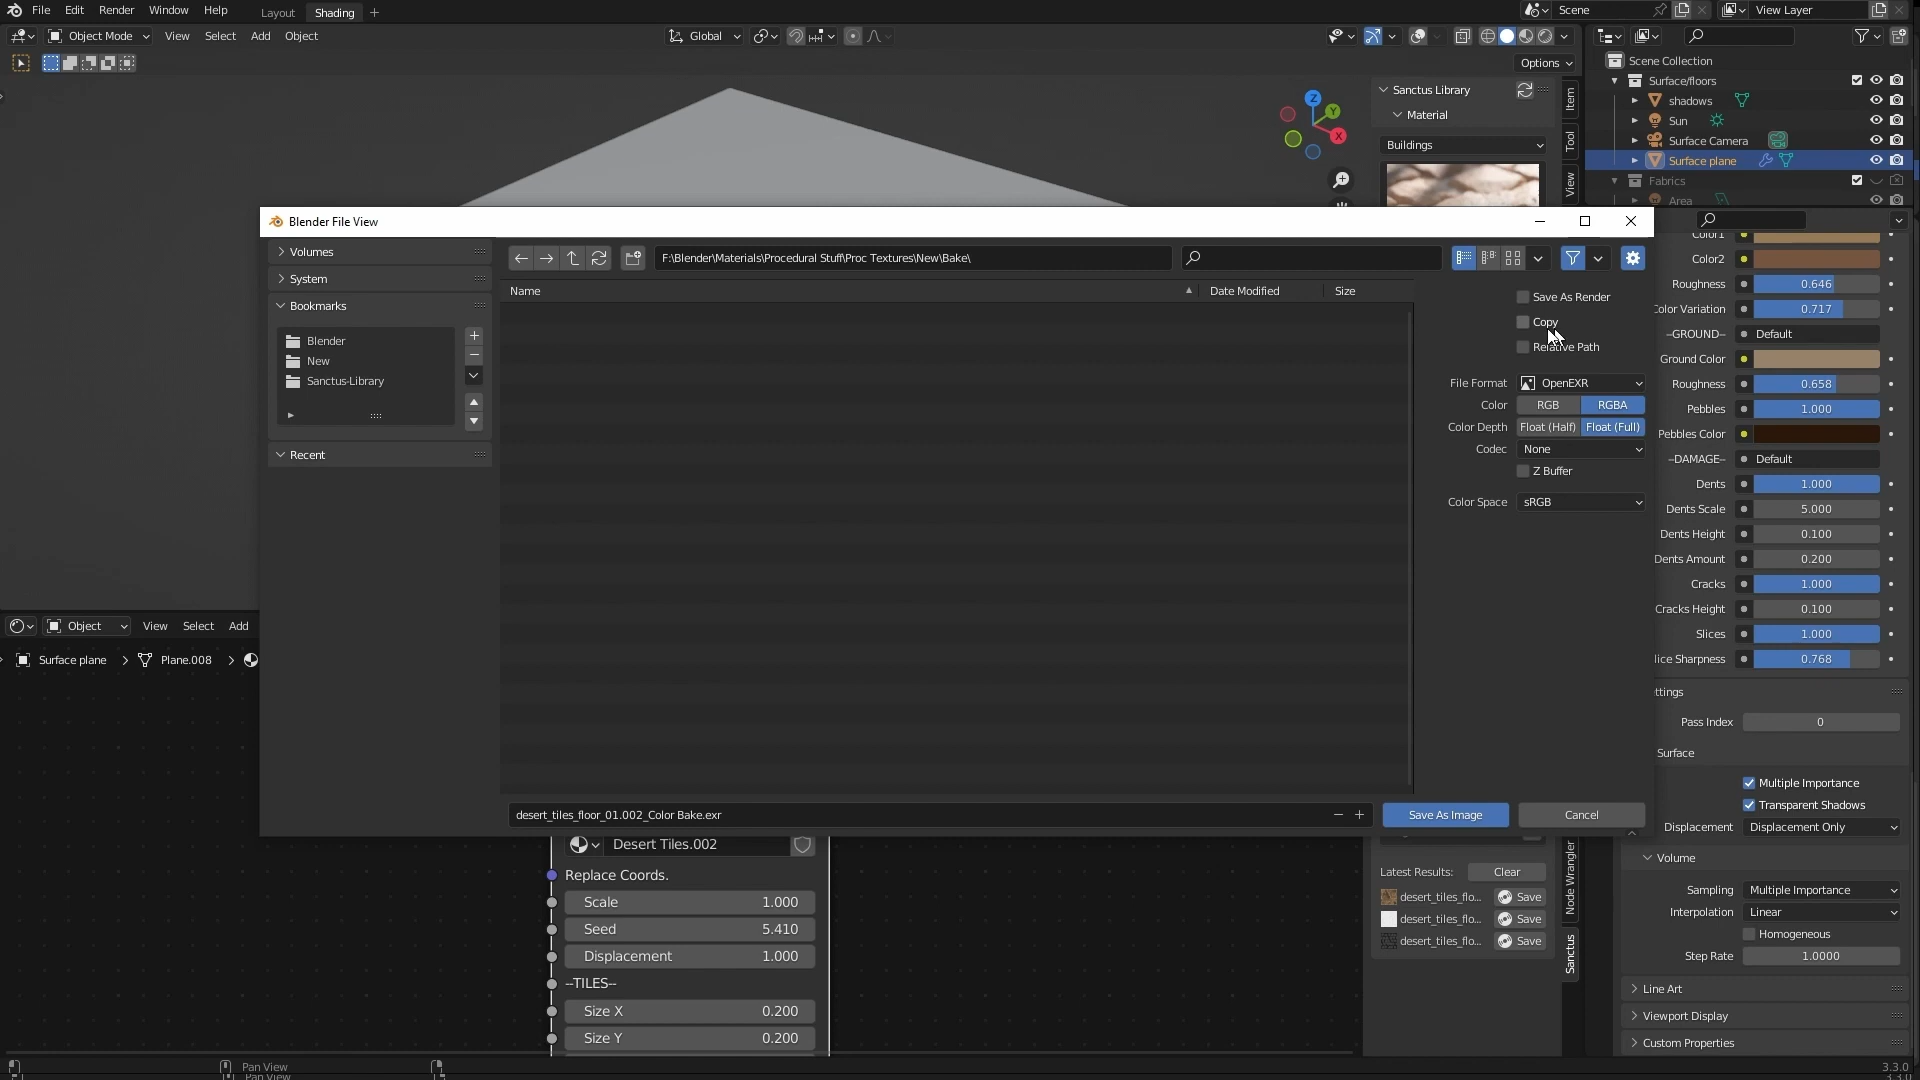 File Edit Render Window Help Layout Shading + Scene View Layer
Object Mode View Select Add Object Global
Options
Sanctus Library
Material
Buildings
Z
Y
X
Item
Tool
View
Scene Collection
Surface/floors
shadows
Sun
Surface Camera
Surface plane
Fabrics
Area
Blender File View
Volumes
System
Bookmarks
Blender
New
Sanctus-Library
Recent
F:\Blender\Materials\Procedural Stuff\Proc Textures\New\Bake\
Name Date Modified Size
Save As Render
Copy
Relative Path
File Format OpenEXR
Color RGB RGBA
Color Depth Float (Half) Float (Full)
Codec None
Z Buffer
Color Space sRGB
desert_tiles_floor_01.002_Color Bake.exr
Save As Image Cancel
Color1
Color2
Roughness 0.646
Color Variation 0.717
--GROUND-- Default
Ground Color
Roughness 0.658
Pebbles 1.000
Pebbles Color
--DAMAGE-- Default
Dents 1.000
Dents Scale 5.000
Dents Height 0.100
Dents Amount 0.200
Cracks 1.000
Cracks Height 0.100
Slices 1.000
lice Sharpness 0.768
ttings
Pass Index 0
Surface
Multiple Importance
Transparent Shadows
Displacement Displacement Only
Volume
Sampling Multiple Importance
Interpolation Linear
Homogeneous
Step Rate 1.0000
Line Art
Viewport Display
Custom Properties
Object View Select Add
Surface plane > Plane.008 >
Desert Tiles.002
Replace Coords.
Scale 1.000
Seed 5.410
Displacement 1.000
--TILES--
Size X 0.200
Size Y 0.200
Latest Results: Clear
desert_tiles_flo... Save
desert_tiles_flo... Save
desert_tiles_flo... Save
Node Wrangler
Sanctus
Pan View
Pan View
3.3.0
3.3.0